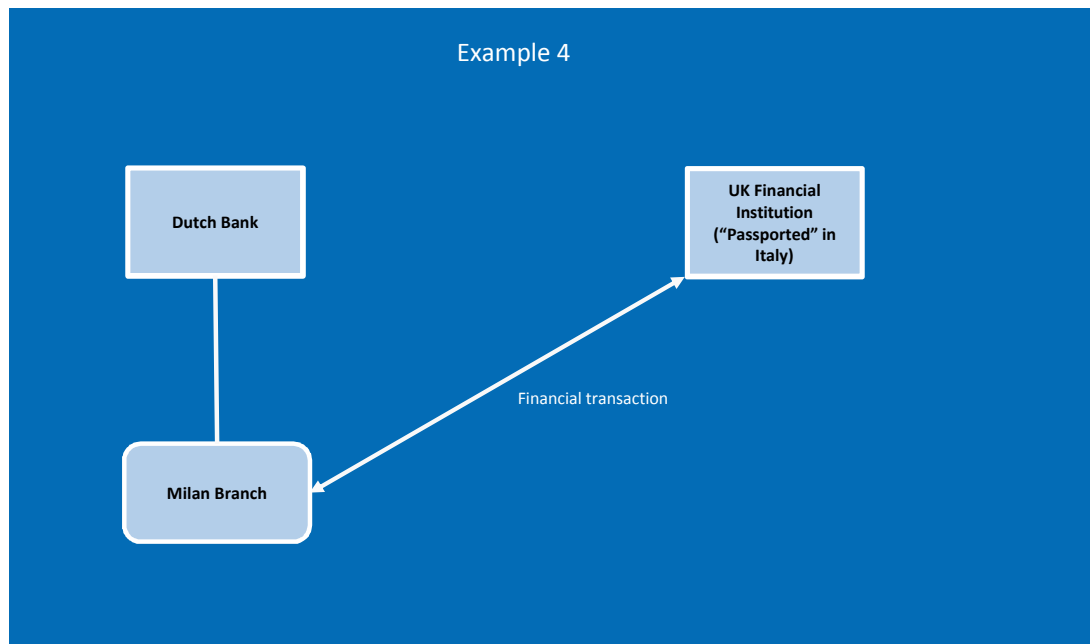 Example 4
Dutch Bank
UK Financial
Institution
(“Passported” in
Italy)
Financial transaction
Milan Branch